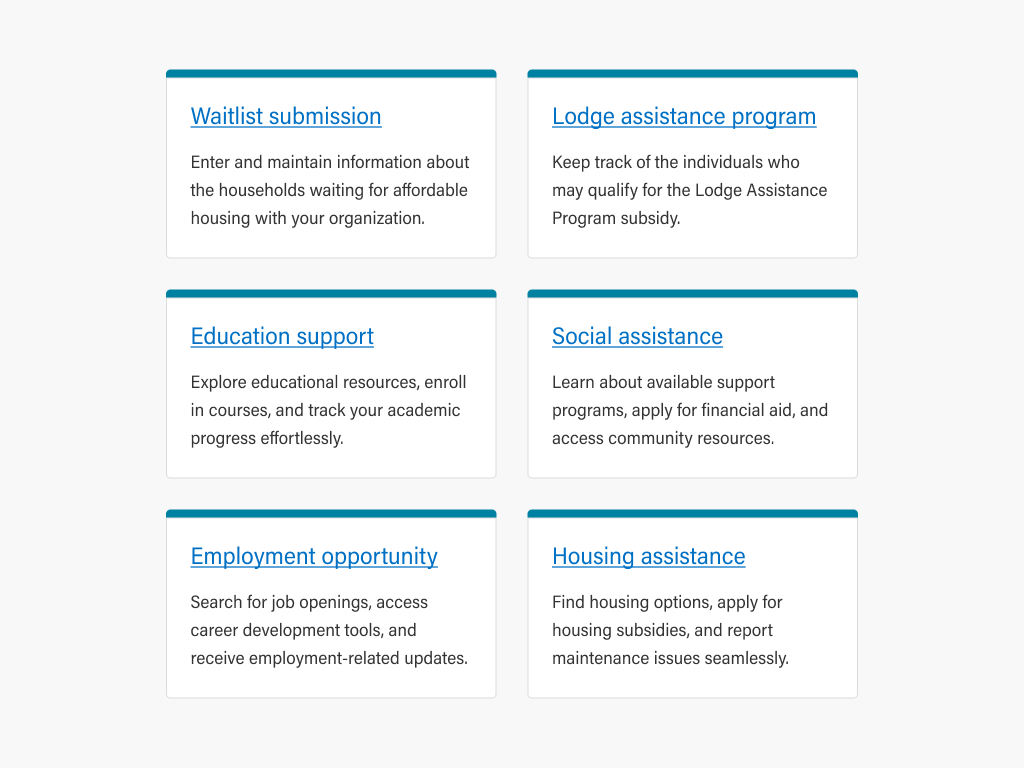 Waitlist submission
Enter and maintain information about
the households waiting for affordable
housing with your organization.
Lodge assistance program
Keep track of the individuals who
may qualify for the Lodge Assistance
Program subsidy.
Education support
Explore educational resources, enroll
in courses, and track your academic
progress effortlessly.
Social assistance
Learn about available support
programs, apply for financial aid, and
access community resources.
Employment opportunity
Search for job openings, access
career development tools, and
receive employment-related updates.
Housing assistance
Find housing options, apply for
housing subsidies, and report
maintenance issues seamlessly.